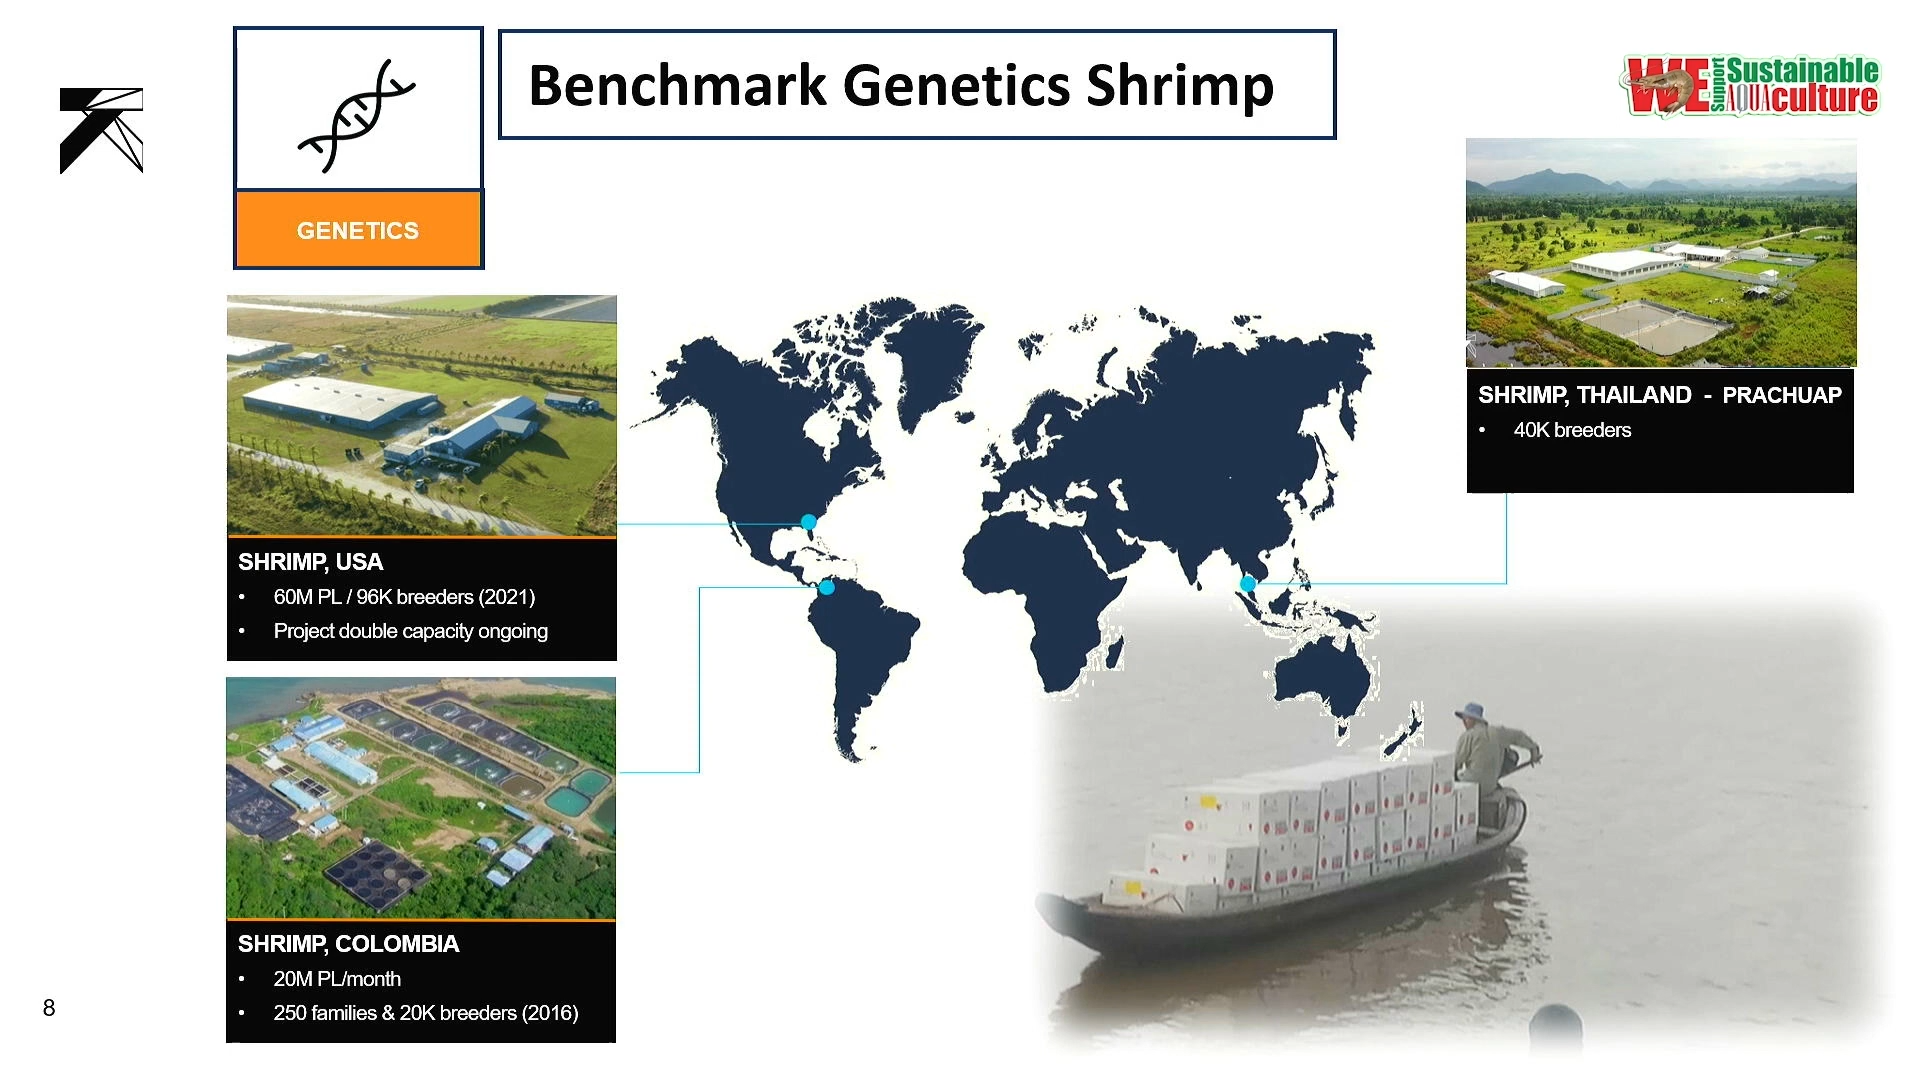 Benchmark Genetics Shrimp
WE Support Sustainable
AQUAculture
GENETICS
SHRIMP, THAILAND - PRACHUAP
• 40K breeders
SHRIMP, USA
• 60M PL / 96K breeders (2021)
• Project double capacity ongoing
SHRIMP, COLOMBIA
• 20M PL/month
• 250 families & 20K breeders (2016)
8